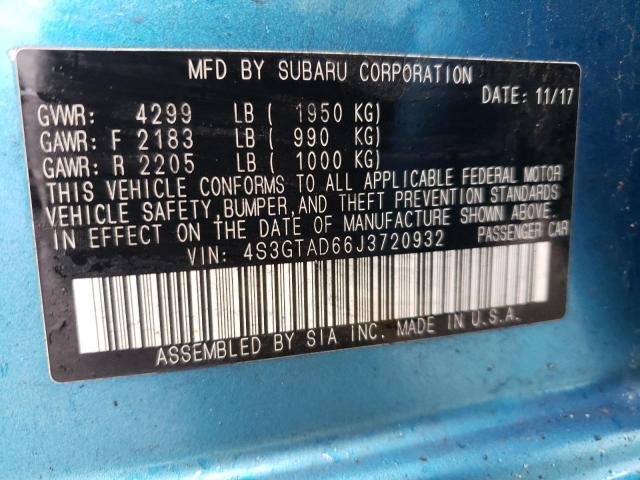 MFD BY SUBARU CORPORATION
DATE: 11/17
GVWR: 4299 LB ( 1950 KG)
GAWR: F 2183 LB ( 990 KG)
GAWR: R 2205 LB ( 1000 KG)
THIS VEHICLE CONFORMS TO ALL APPLICABLE FEDERAL MOTOR
VEHICLE SAFETY, BUMPER, AND THEFT PREVENTION STANDARDS
IN EFFECT ON THE DATE OF MANUFACTURE SHOWN ABOVE.
VIN: 4S3GTAD66J3720932 PASSENGER CAR
ASSEMBLED BY SIA INC. MADE IN U.S.A.